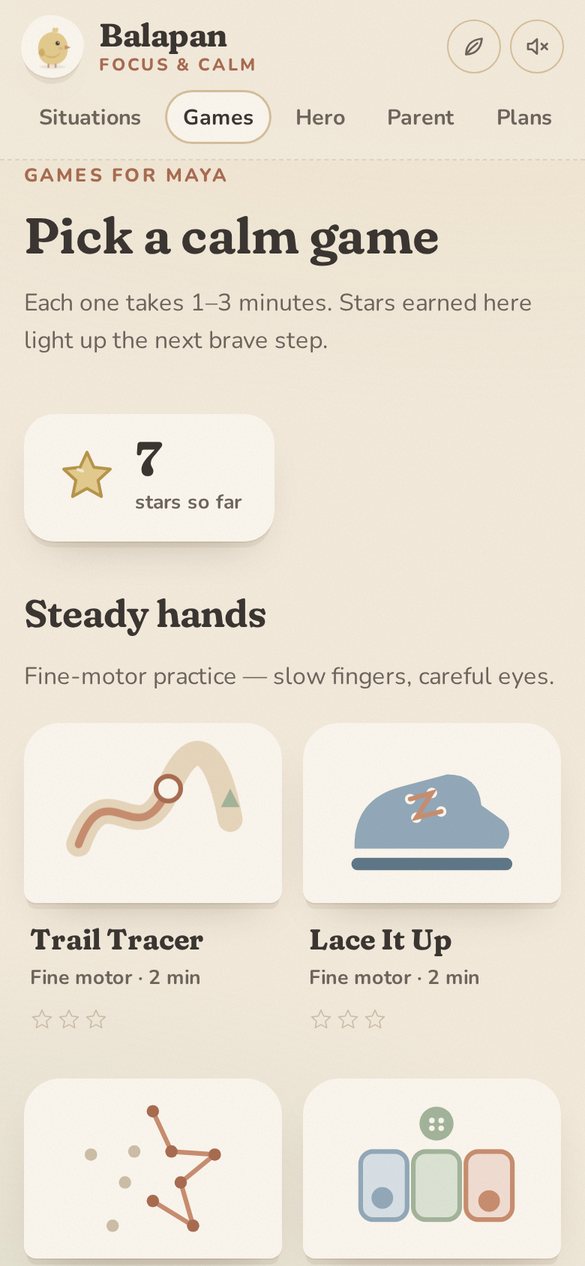 Balapan
FOCUS & CALM
Situations
Games
Hero
Parent
Plans
GAMES FOR MAYA
Pick a calm game
Each one takes 1–3 minutes. Stars earned here
light up the next brave step.
7
stars so far
Steady hands
Fine-motor practice — slow fingers, careful eyes.
Trail Tracer
Fine motor · 2 min
Lace It Up
Fine motor · 2 min